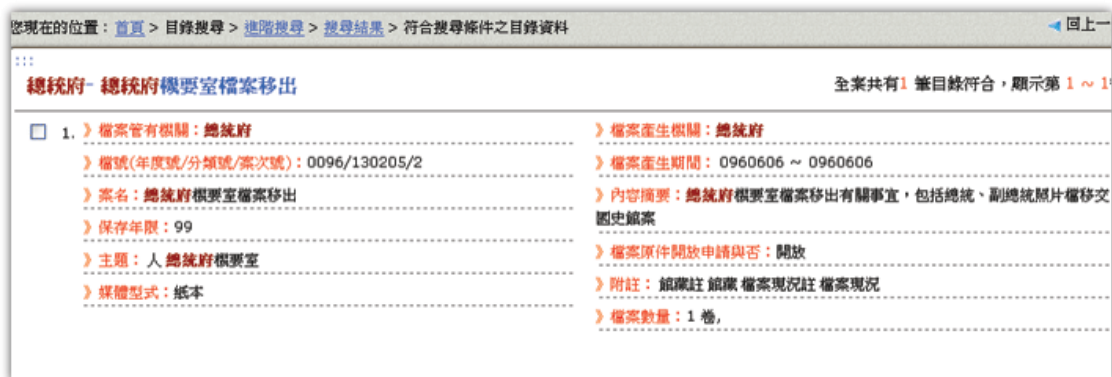 您現在的位置：首頁 > 目錄搜尋 > 進階搜尋 > 搜尋結果 > 符合搜尋條件之目錄資料
回上一
:::
總統府- 總統府機要室檔案移出
全案共有1 筆目錄符合，顯示第 1 ~ 1
1. 》檔案管有機關：總統府
》檔號(年度號/分類號/案次號)：0096/130205/2
》案名：總統府機要室檔案移出
》保存年限：99
》主題： 人 總統府機要室
》媒體型式：紙本
》檔案產生機關：總統府
》檔案產生期間： 0960606 ~ 0960606
》內容摘要：總統府機要室檔案移出有關事宜，包括總統、副總統照片檔移交
國史館案
》檔案原件開放申請與否：開放
》附註： 館藏註 館藏 檔案現況註 檔案現況
》檔案數量：1 卷,